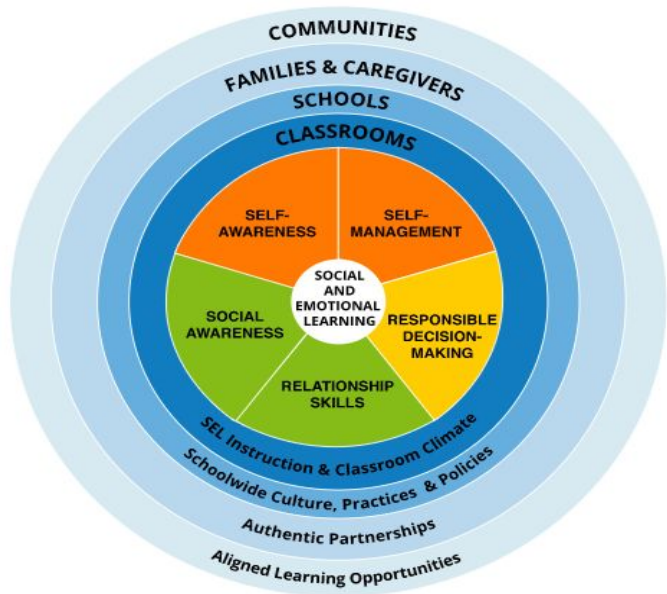 COMMUNITIES
FAMILIES & CAREGIVERS
SCHOOLS
CLASSROOMS
SELF-
AWARENESS
SELF-
MANAGEMENT
SOCIAL
AND
EMOTIONAL
LEARNING
SOCIAL
AWARENESS
RESPONSIBLE
DECISION-
MAKING
RELATIONSHIP
SKILLS
SEL Instruction & Classroom Climate
Schoolwide Culture, Practices & Policies
Authentic Partnerships
Aligned Learning Opportunities